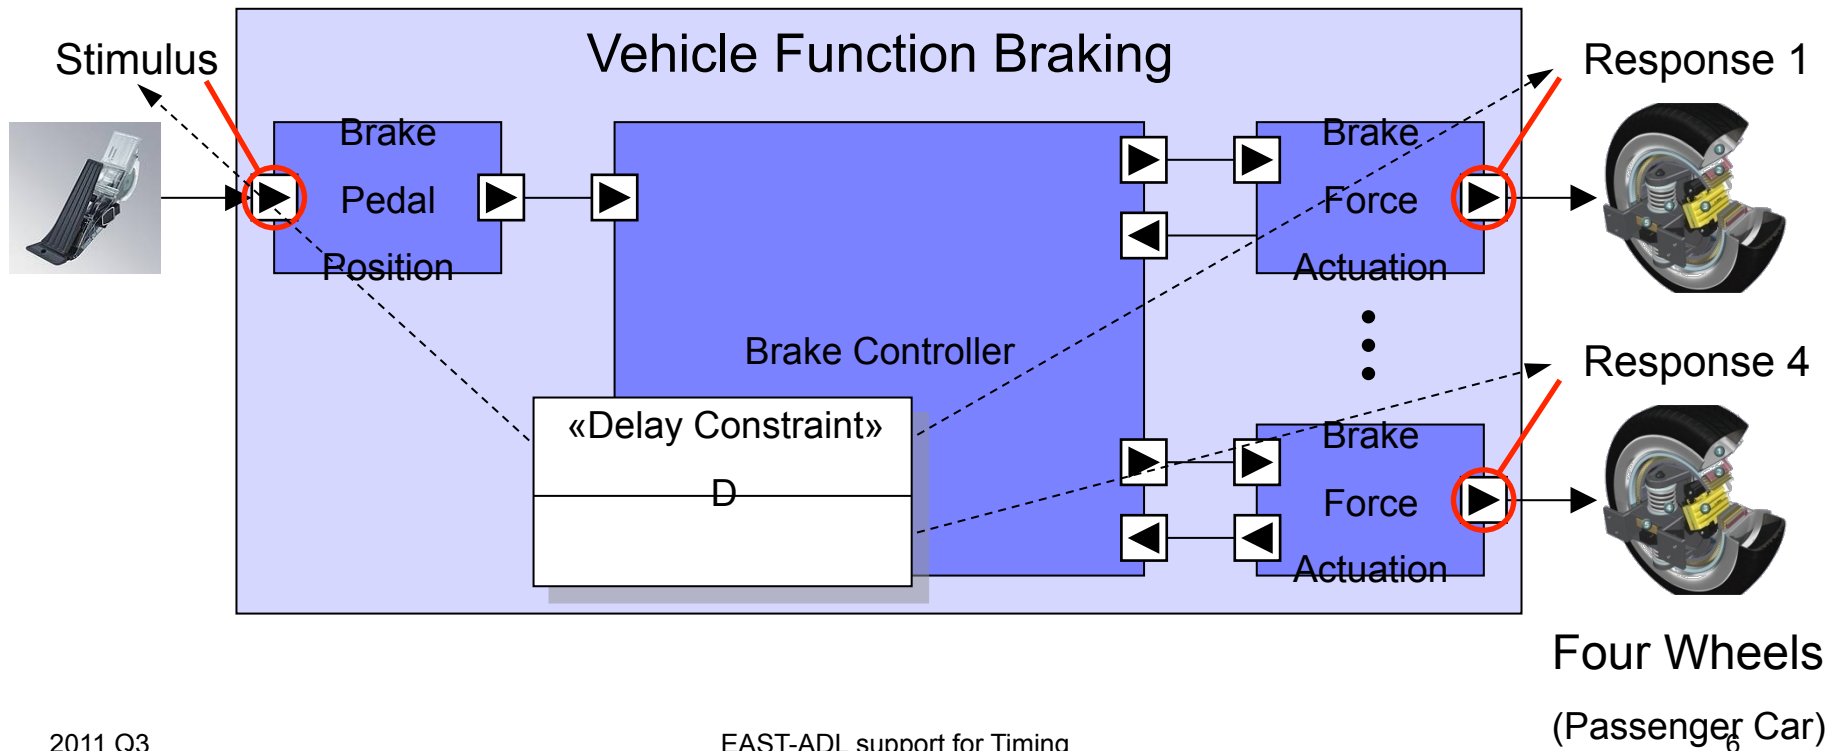 Vehicle Function Braking
Stimulus
Response 1
Brake
Pedal
Position
Brake
Force
Actuation
Brake Controller
Response 4
«Delay Constraint»
D
Brake
Force
Actuation
Four Wheels
(Passenger Car)
2011 Q3
EAST-ADL support for Timing
6